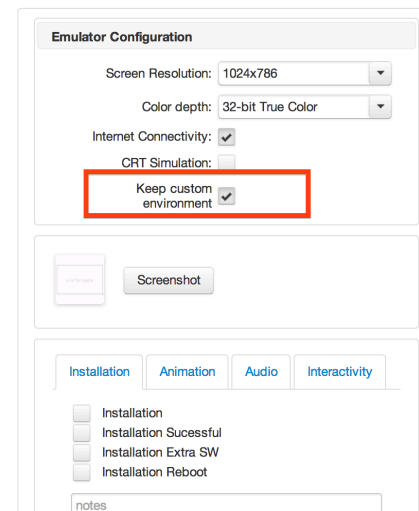 Emulator Configuration
Screen Resolution: 1024x786
Color depth: 32-bit True Color
Internet Connectivity:
CRT Simulation:
Keep custom
environment
Screenshot
Installation Animation Audio Interactivity
Installation
Installation Sucessful
Installation Extra SW
Installation Reboot
notes